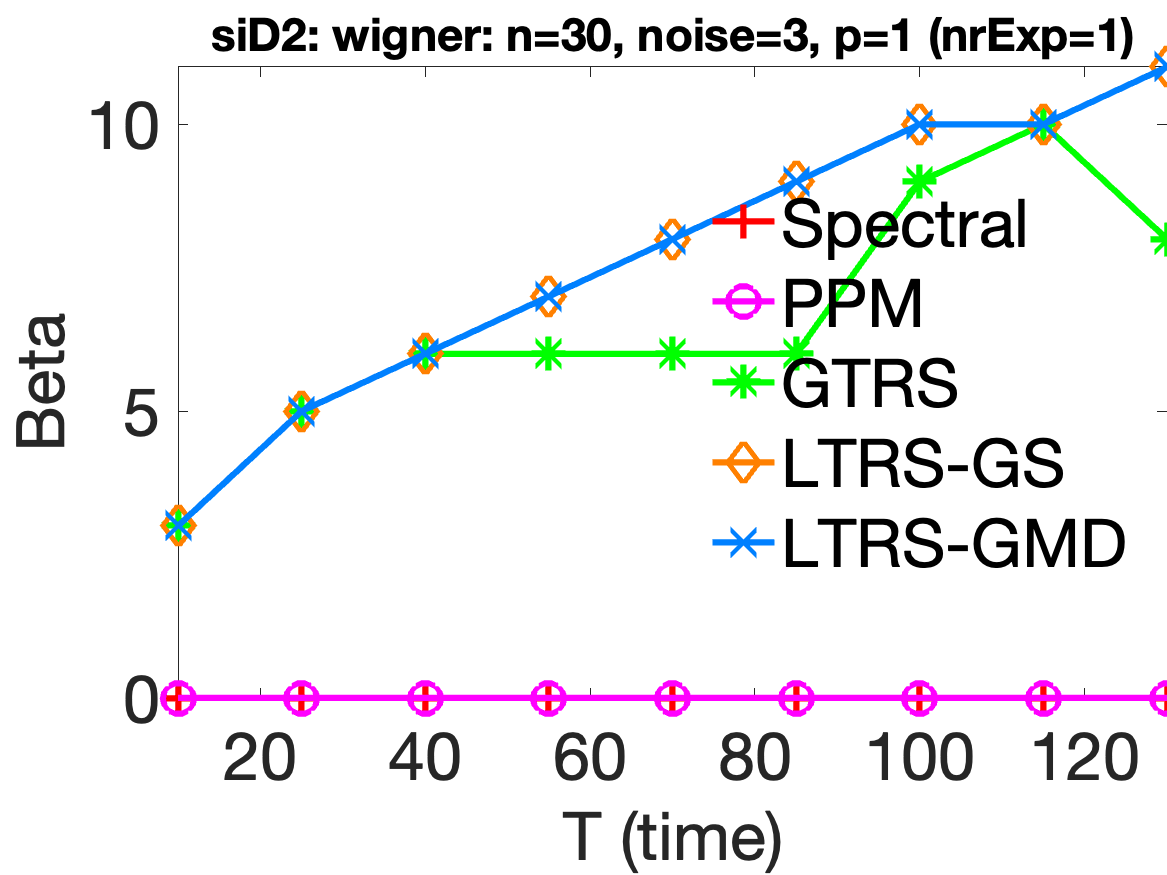 siD2: wigner: n=30, noise=3, p=1 (nrExp=1)
10
5
0
Beta
Spectral
PPM
GTRS
LTRS-GS
LTRS-GMD
20 40 60 80 100 120
T (time)